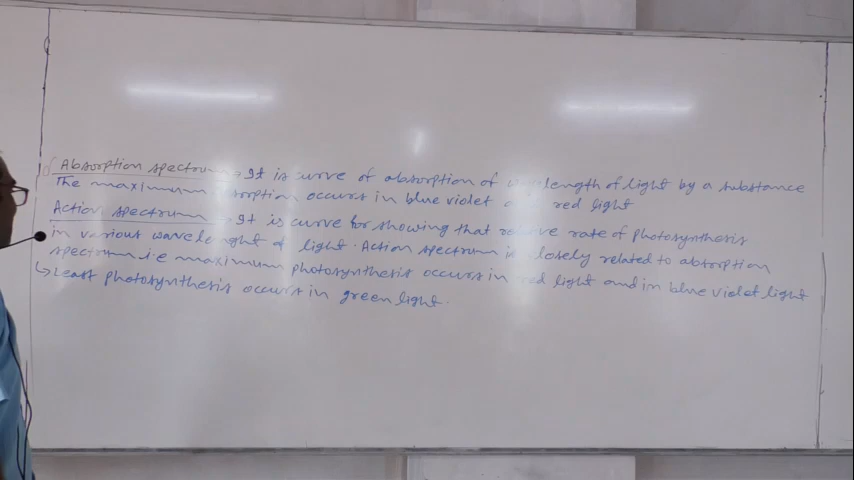 Absorption spectrum → It is curve of absorption of wavelength of light by a substance
The maximum absorption occurs in blue violet and red light
Action spectrum → It is curve for showing that relative rate of photosynthesis
in various wavelenght of light. Action spectrum is closely related to absorption
spectrum i.e maximum photosynthesis occurs in red light and in blue violet light
↳ Least photosynthesis occurs in green light.